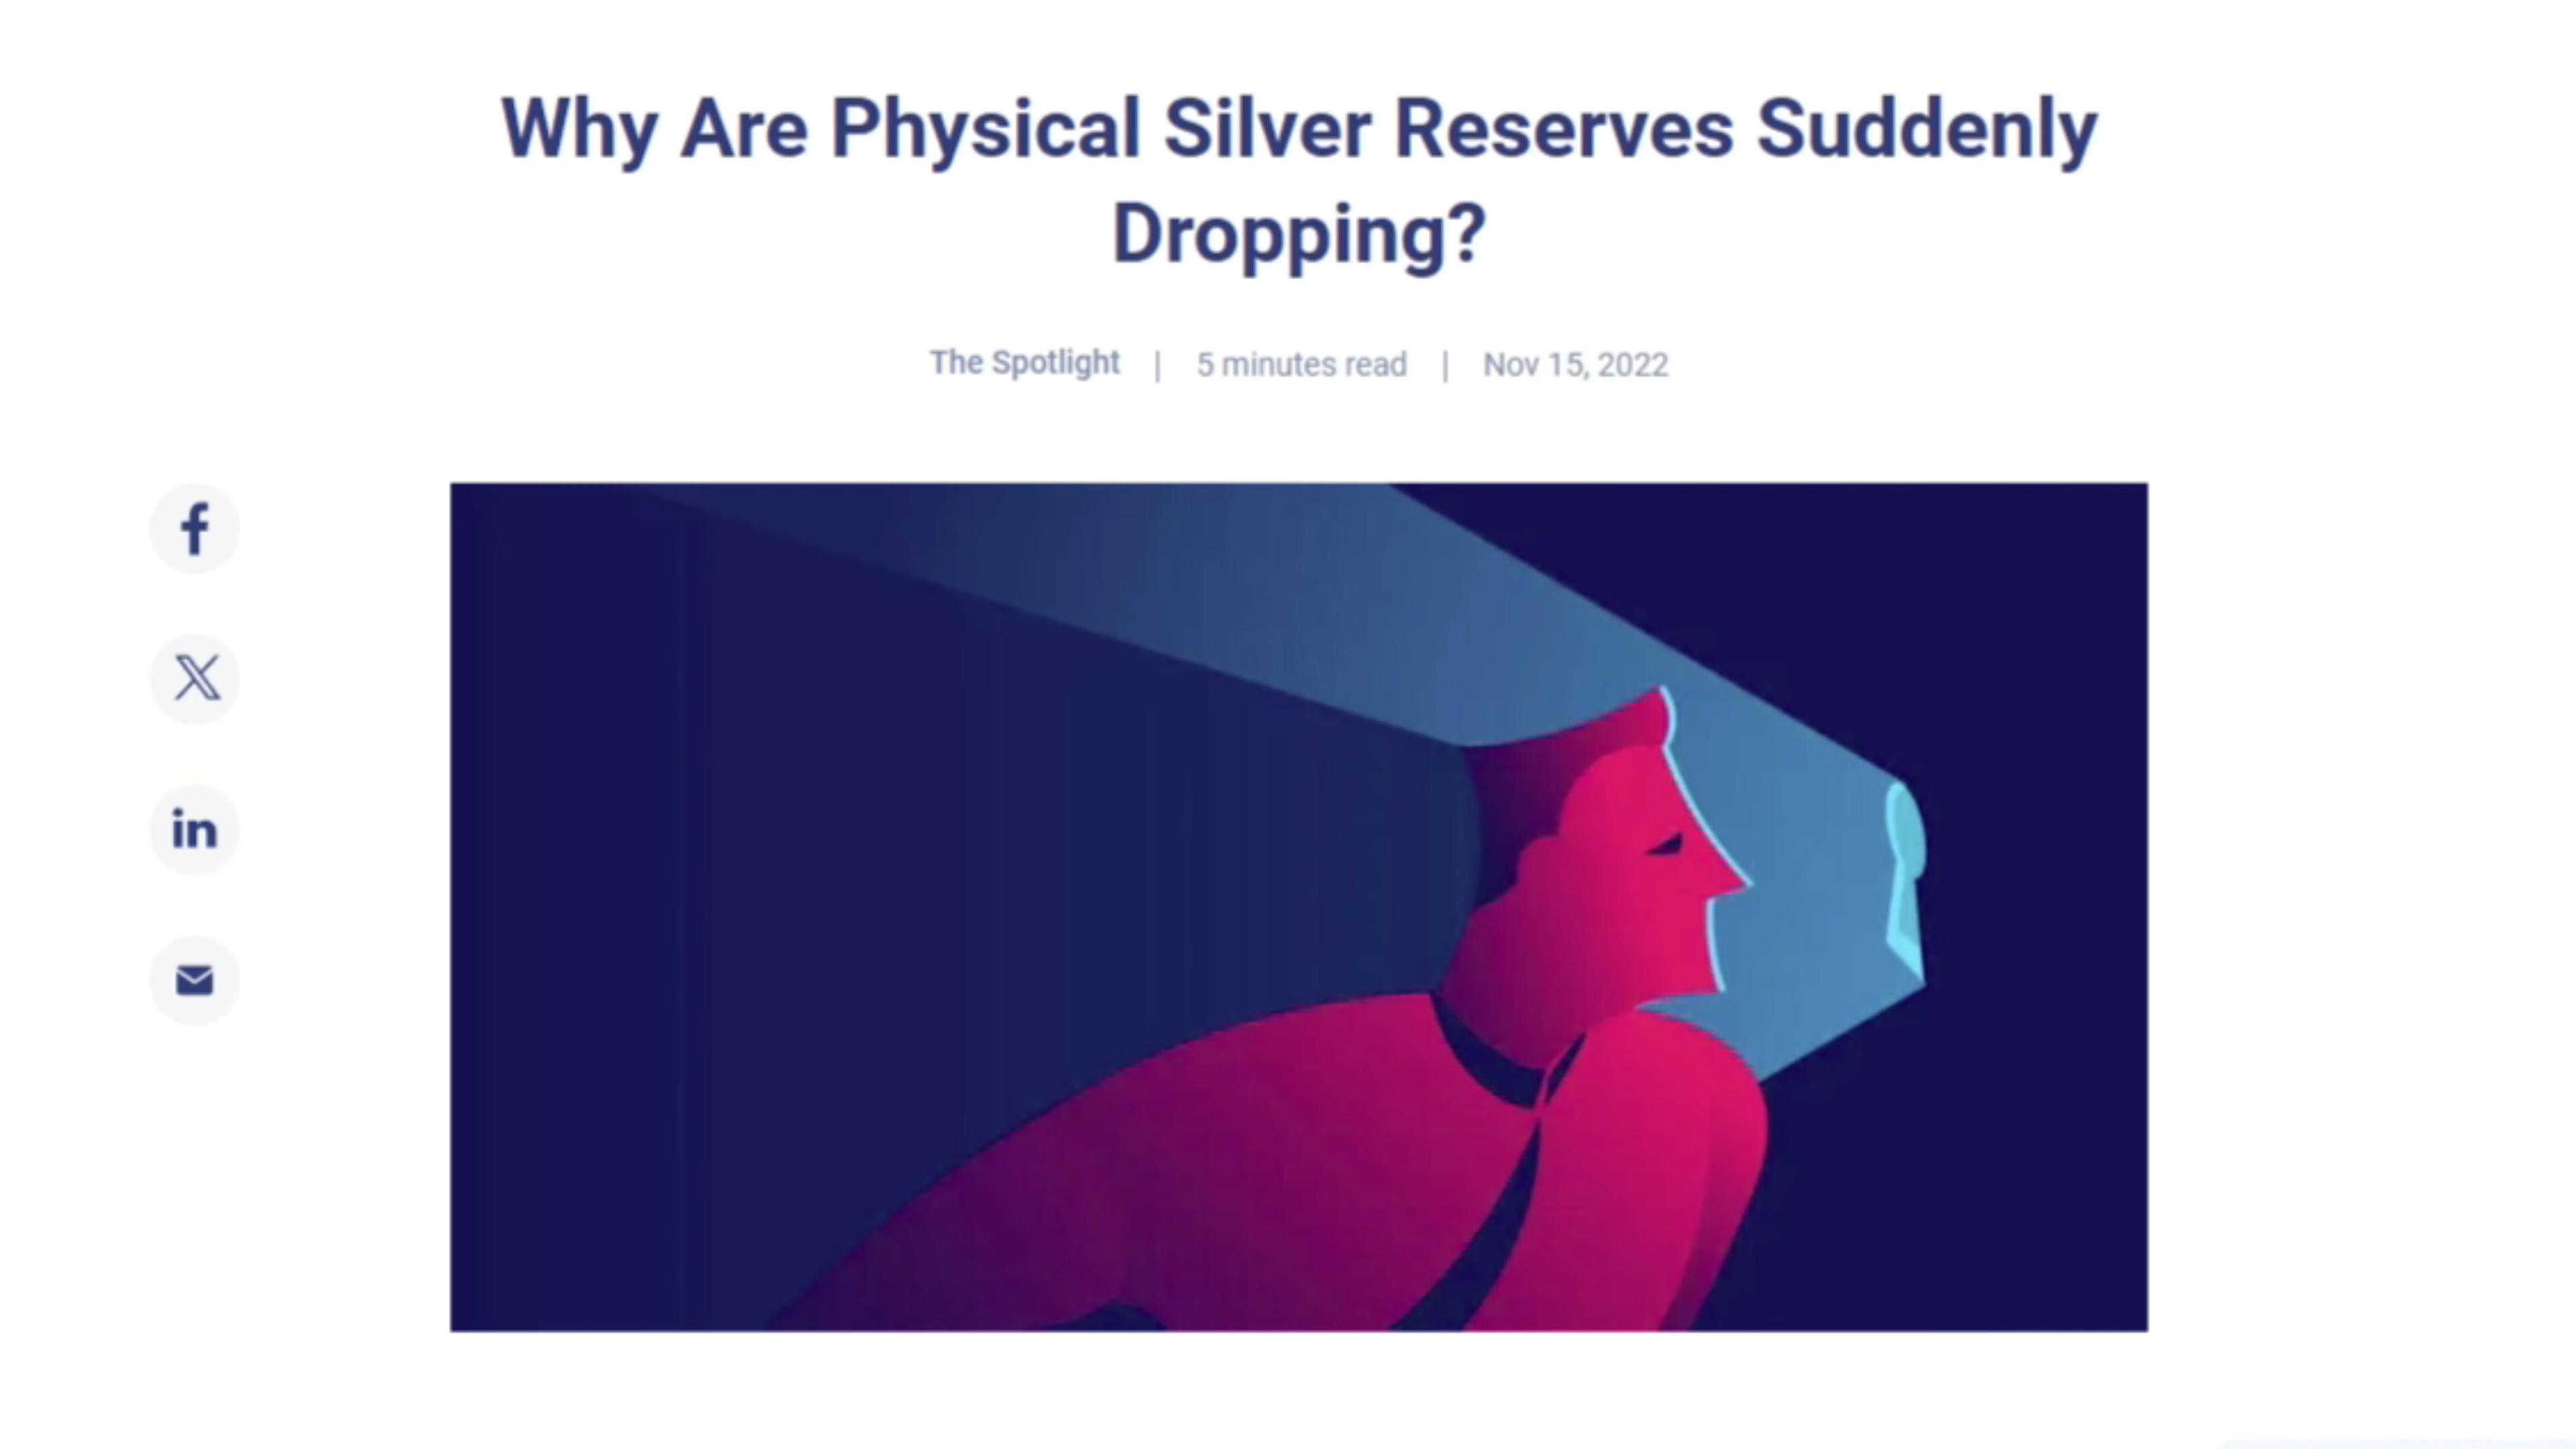 Why Are Physical Silver Reserves Suddenly
Dropping?
The Spotlight | 5 minutes read | Nov 15, 2022
f
X
in